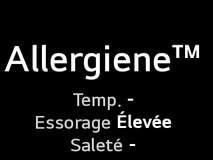 Allergiene™
Temp. -
Essorage Élevée
Saleté -